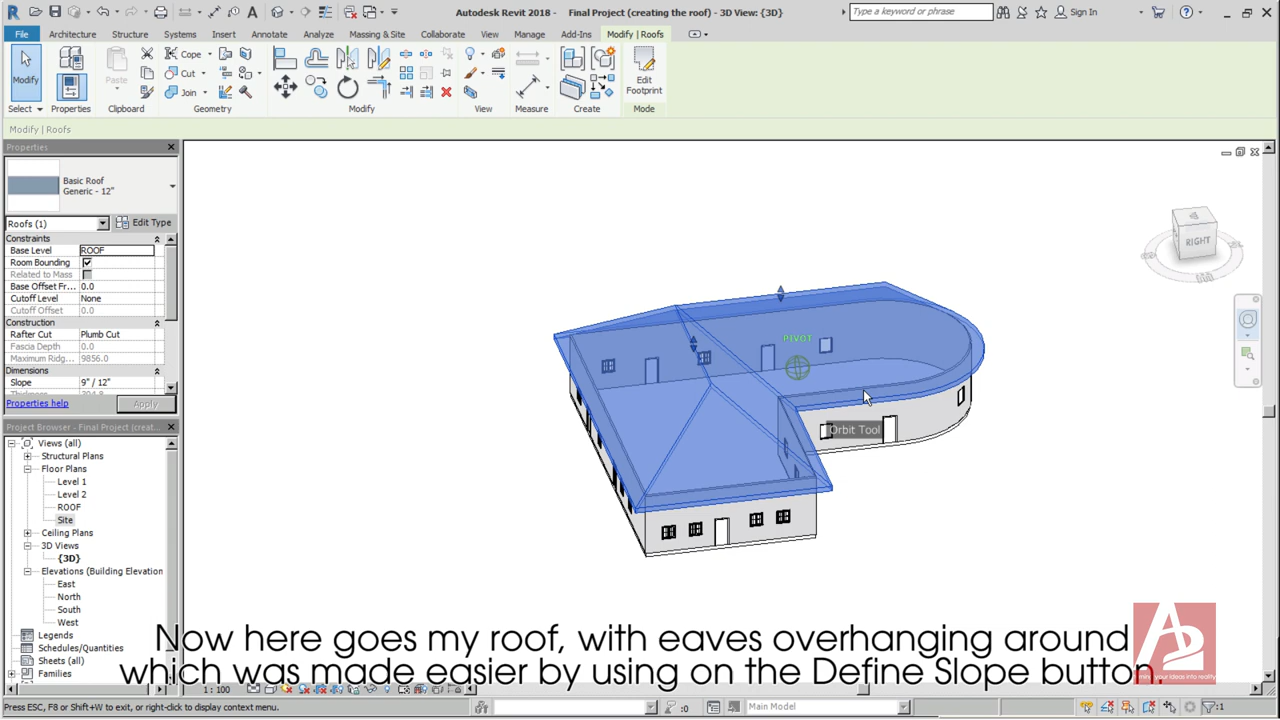 Autodesk Revit 2018 - Final Project (creating the roof) - 3D View: {3D}
Type a keyword or phrase
Sign In
File Architecture Structure Systems Insert Annotate Analyze Massing & Site Collaborate View Manage Add-Ins Modify | Roofs
Modify
Paste
Cope
Cut
Join
Edit
Footprint
Select Properties Clipboard Geometry Modify View Measure Create Mode
Modify | Roofs
Properties
Basic Roof
Generic - 12"
Roofs (1)
Edit Type
Constraints
Base Level ROOF
Room Bounding
Related to Mass
Base Offset Fr... 0.0
Cutoff Level None
Cutoff Offset 0.0
Construction
Rafter Cut Plumb Cut
Fascia Depth 0.0
Maximum Ridg... 9856.0
Dimensions
Slope 9" / 12"
Properties help
Apply
Project Browser - Final Project (creat...
Views (all)
Structural Plans
Floor Plans
Level 1
Level 2
ROOF
Site
Ceiling Plans
3D Views
{3D}
Elevations (Building Elevation
East
North
South
West
Legends
Schedules/Quantities
Sheets (all)
Families
RIGHT
PIVOT
Orbit Tool
Now here goes my roof, with eaves overhanging around
which was made easier by using on the Define Slope button.
making your ideas into reality
1 : 100
Press ESC, F8 or Shift+W to exit, or right-click to display context menu.
:0
Main Model
:1